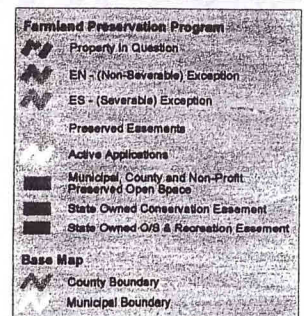 Farmland Preservation Program
Property In Question
EN - (Non-Severable) Exception
ES - (Severable) Exception
Preserved Easements
Active Applications
Municipal, County and Non-Profit
Preserved Open Space
State Owned Conservation Easement
State Owned O/S & Recreation Easement
Base Map
County Boundary
Municipal Boundary